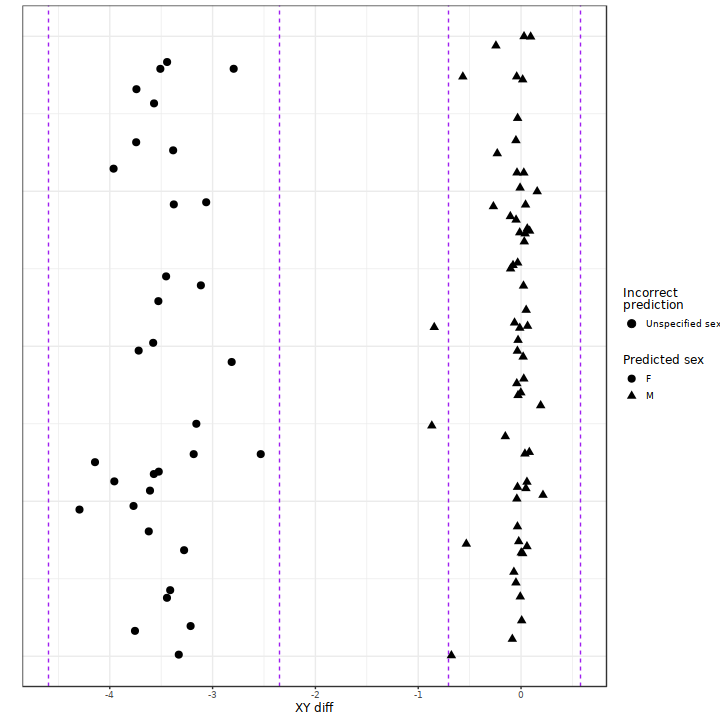 Incorrect
prediction
Unspecified sex
Predicted sex
F
M
-4 -3 -2 -1 0
XY diff